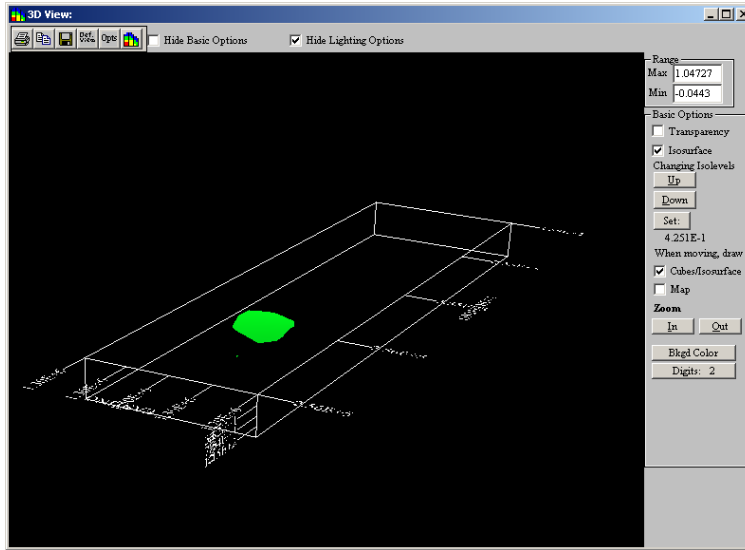 3D View:
Def. View Opts Hide Basic Options Hide Lighting Options
Range
Max 1.04727
Min -0.0443
Basic Options
Transparency
Isosurface
Changing Isolevels
Up
Down
Set:
4.251E-1
When moving, draw
Cubes/Isosurface
Map
Zoom
In Out
Bkgd Color
Digits: 2